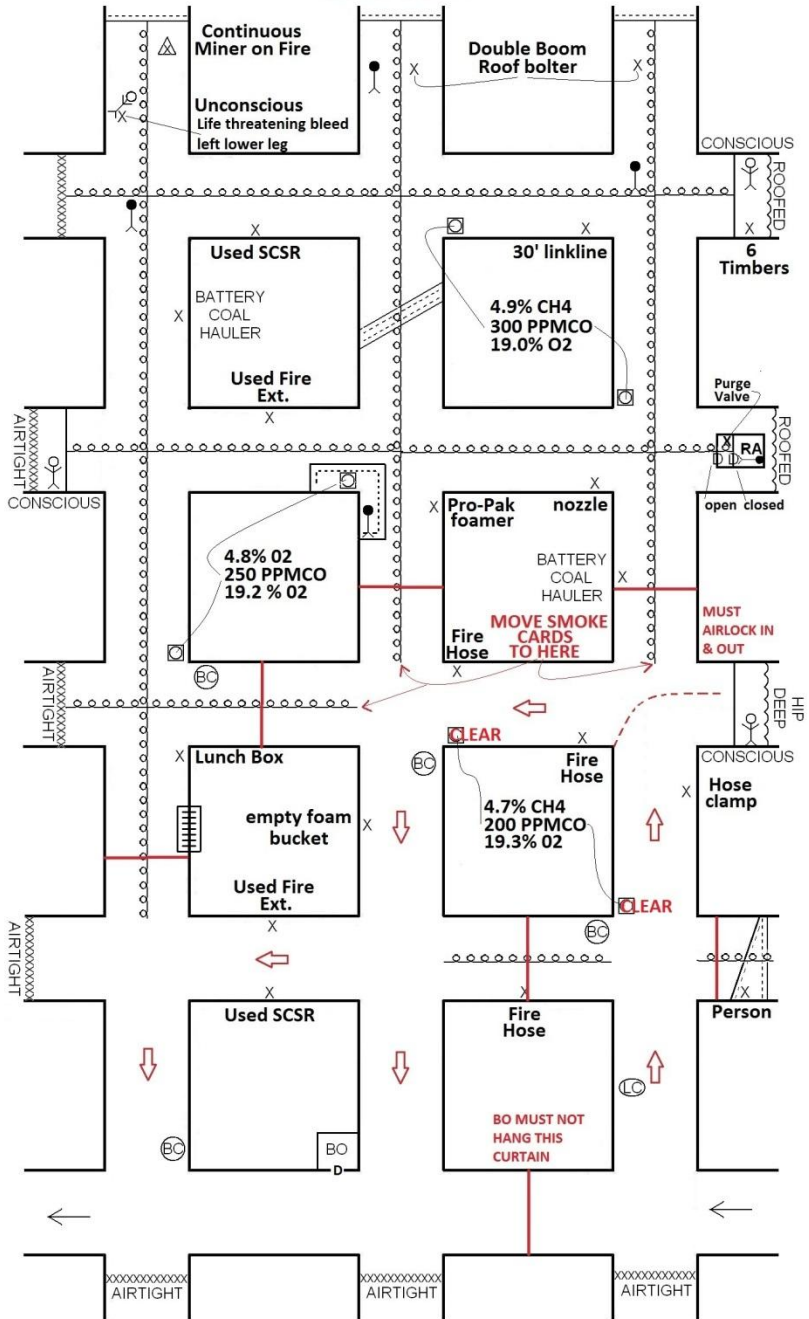 Continuous
Miner on Fire
Double Boom
Roof bolter
Unconscious
Life threatening bleed
left lower leg
X
X
X
CONSCIOUS
ROOFED
X
Used SCSR
X
30' linkline
X
6
Timbers
BATTERY
COAL
HAULER
X
4.9% CH4
300 PPMCO
19.0% O2
Used Fire
Ext.
X
Purge
Valve
AIRTIGHT
ROOFED
X
RA
D D
CONSCIOUS
open closed
X
Pro-Pak
foamer
nozzle
X
4.8% 02
250 PPMCO
19.2 % 02
BATTERY
COAL
HAULER
X
MOVE SMOKE
CARDS
TO HERE
Fire
Hose
X
MUST
AIRLOCK IN
& OUT
AIRTIGHT
BC
HIP
DEEP
CLEAR
X
Lunch Box
BC
X
Fire
Hose
CONSCIOUS
X
Hose
clamp
empty foam
bucket
X
4.7% CH4
200 PPMCO
19.3% 02
Used Fire
Ext.
X
CLEAR
BC
AIRTIGHT
X
Used SCSR
X
Fire
Hose
X
Person
LC
BC
BO
D
BO MUST NOT
HANG THIS
CURTAIN
AIRTIGHT
AIRTIGHT
AIRTIGHT